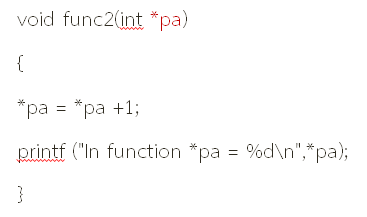 void func2(int *pa)
{
*pa = *pa +1;
printf ("In function *pa = %d\n",*pa);
}